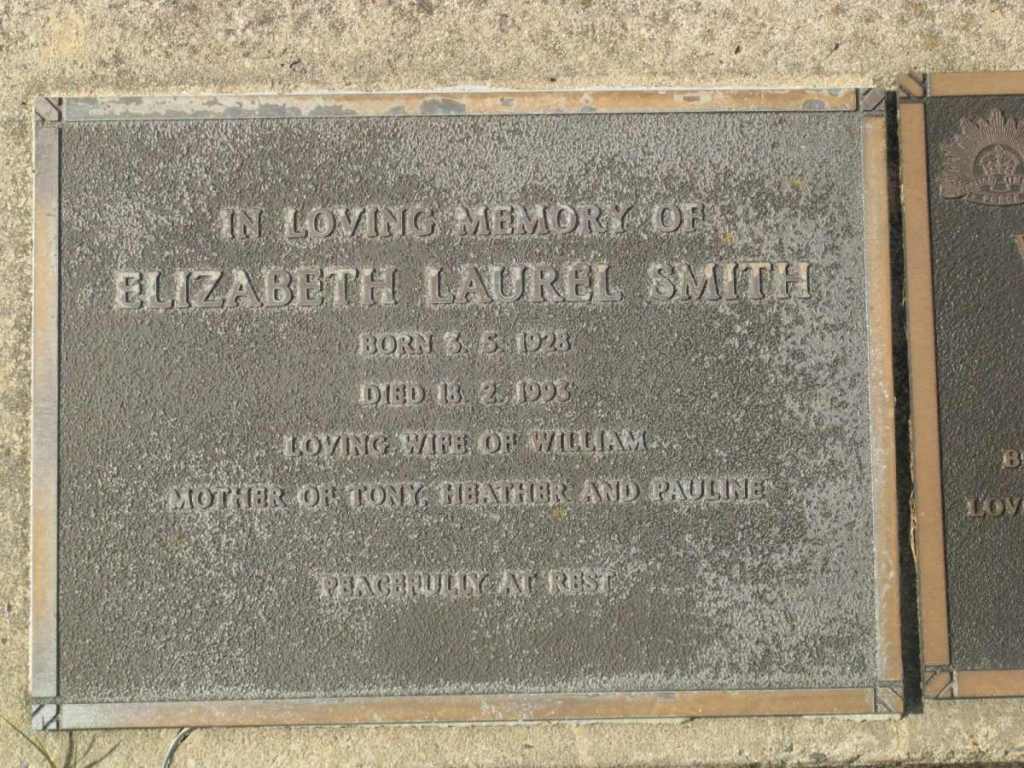 IN LOVING MEMORY OF
ELIZABETH LAUREL SMITH
BORN 3. 5. 1928
DIED 18. 2. 1993
LOVING WIFE OF WILLIAM
MOTHER OF TONY, HEATHER AND PAULINE
PEACEFULLY AT REST